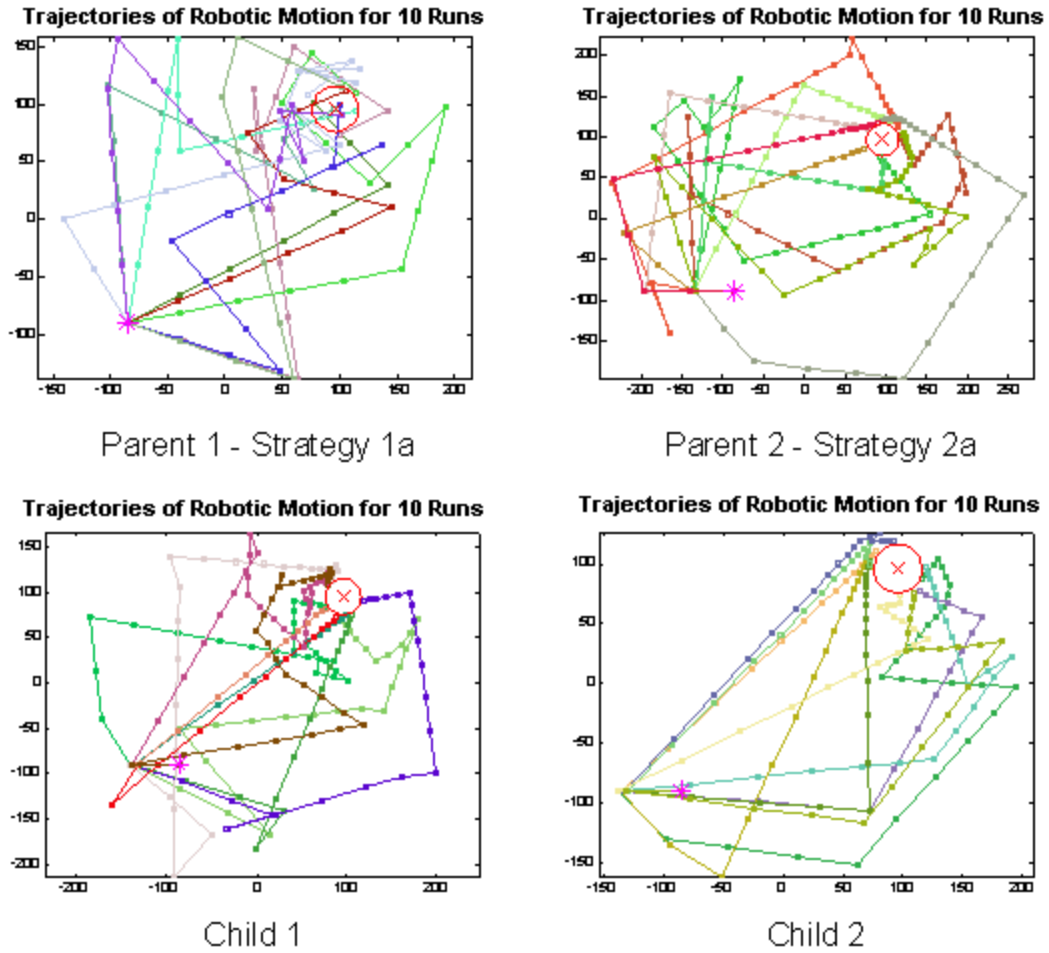 Trajectories of Robotic Motion for 10 Runs
Trajectories of Robotic Motion for 10 Runs
150
100
50
0
-50
-100
-150 -100 -50 0 50 100 150 200
200
150
100
50
0
-50
-100
-150
-200 -150 -100 -50 0 50 100 150 200 250
Parent 1 - Strategy 1a
Parent 2 - Strategy 2a
Trajectories of Robotic Motion for 10 Runs
Trajectories of Robotic Motion for 10 Runs
150
100
50
0
-50
-100
-150
-200
-200 -100 0 100 200
100
50
0
-50
-100
-150
-150 -100 -50 0 50 100 150 200
Child 1
Child 2